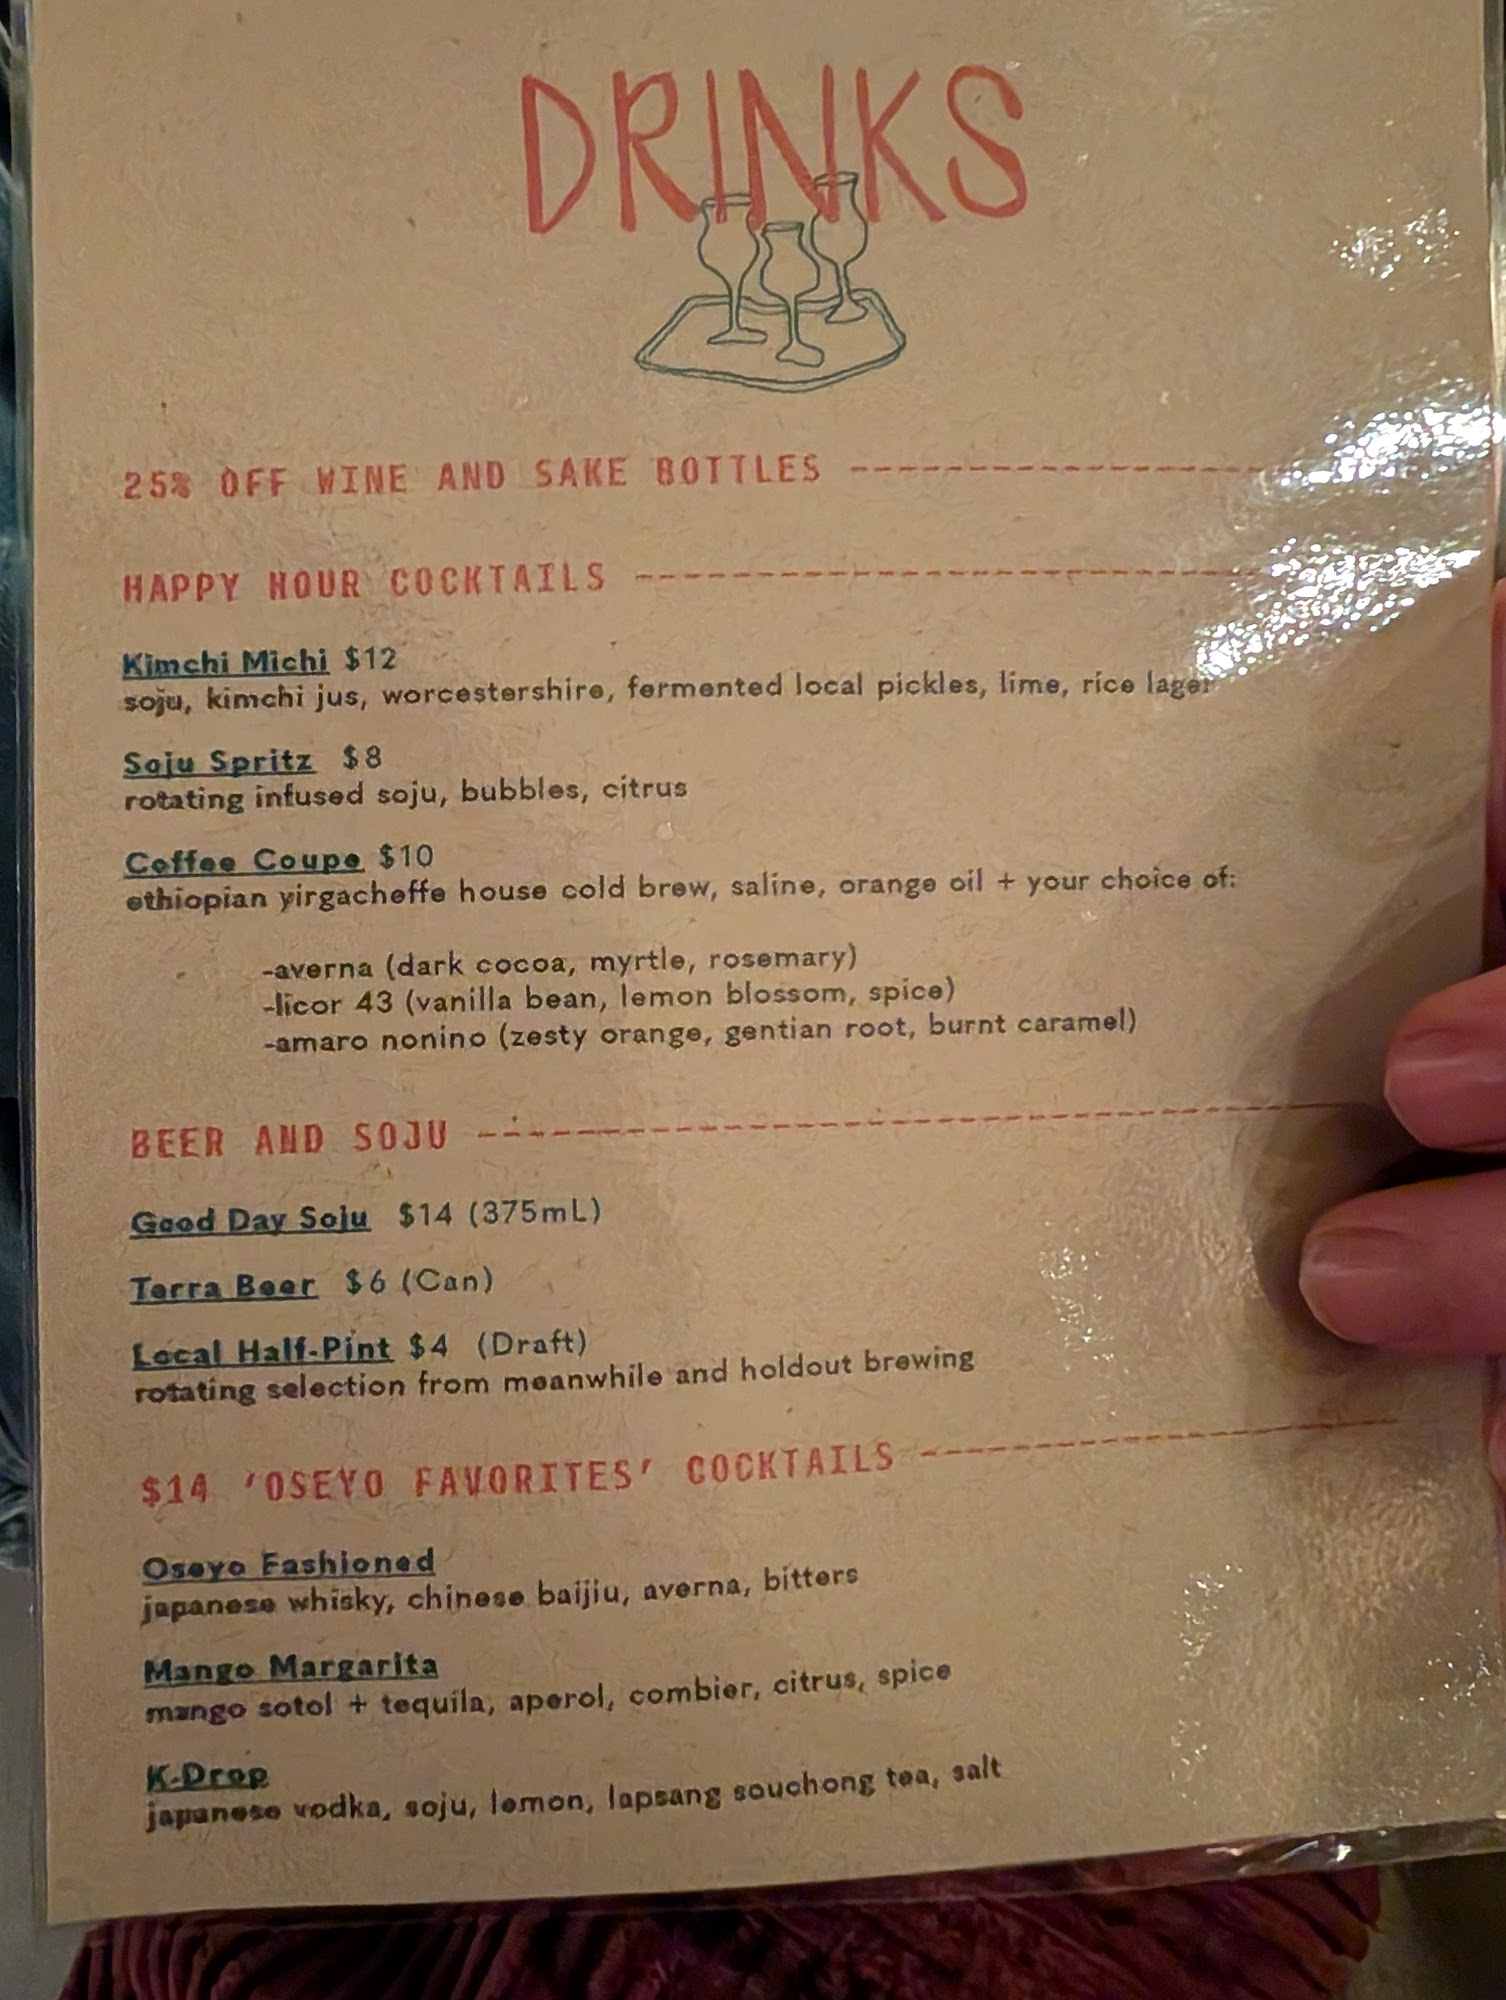 DRINKS
25% OFF WINE AND SAKE BOTTLES
HAPPY HOUR COCKTAILS
Kimchi Michi $12
soju, kimchi jus, worcestershire, fermented local pickles, lime, rice lager
Soju Spritz $8
rotating infused soju, bubbles, citrus
Coffee Coupe $10
ethiopian yirgacheffe house cold brew, saline, orange oil + your choice of:
-averna (dark cocoa, myrtle, rosemary)
-licor 43 (vanilla bean, lemon blossom, spice)
-amaro nonino (zesty orange, gentian root, burnt caramel)
BEER AND SOJU
Good Day Soju $14 (375mL)
Terra Beer $6 (Can)
Local Half-Pint $4 (Draft)
rotating selection from meanwhile and holdout brewing
$14 'OSEYO FAVORITES' COCKTAILS
Oseyo Fashioned
japanese whisky, chinese baijiu, averna, bitters
Mango Margarita
mango sotol + tequila, aperol, combier, citrus, spice
K-Drop
japanese vodka, soju, lemon, lapsang souchong tea, salt